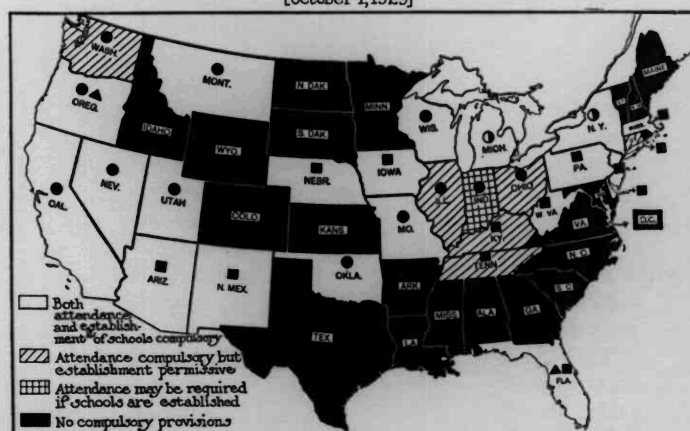 [October 1, 1925]
WASH.
MONT.
N. DAK.
MINN.
MAINE
OREG.
IDAHO
WIS.
MICH.
N. Y.
S. DAK.
WYO.
IOWA
PA.
NEBR.
NEV.
UTAH
ILL.
IND.
OHIO
CAL.
COLO.
KANS.
MO.
W. VA.
VA.
D.C.
KY.
N. C.
TENN.
ARIZ.
N. MEX.
OKLA.
ARK.
S. C.
MISS.
ALA.
GA.
TEX.
LA.
FLA.
Both
attendance
and establish-
ment of schools compulsory
Attendance compulsory but
establishment permissive
Attendance may be required
if schools are established
No compulsory provisions